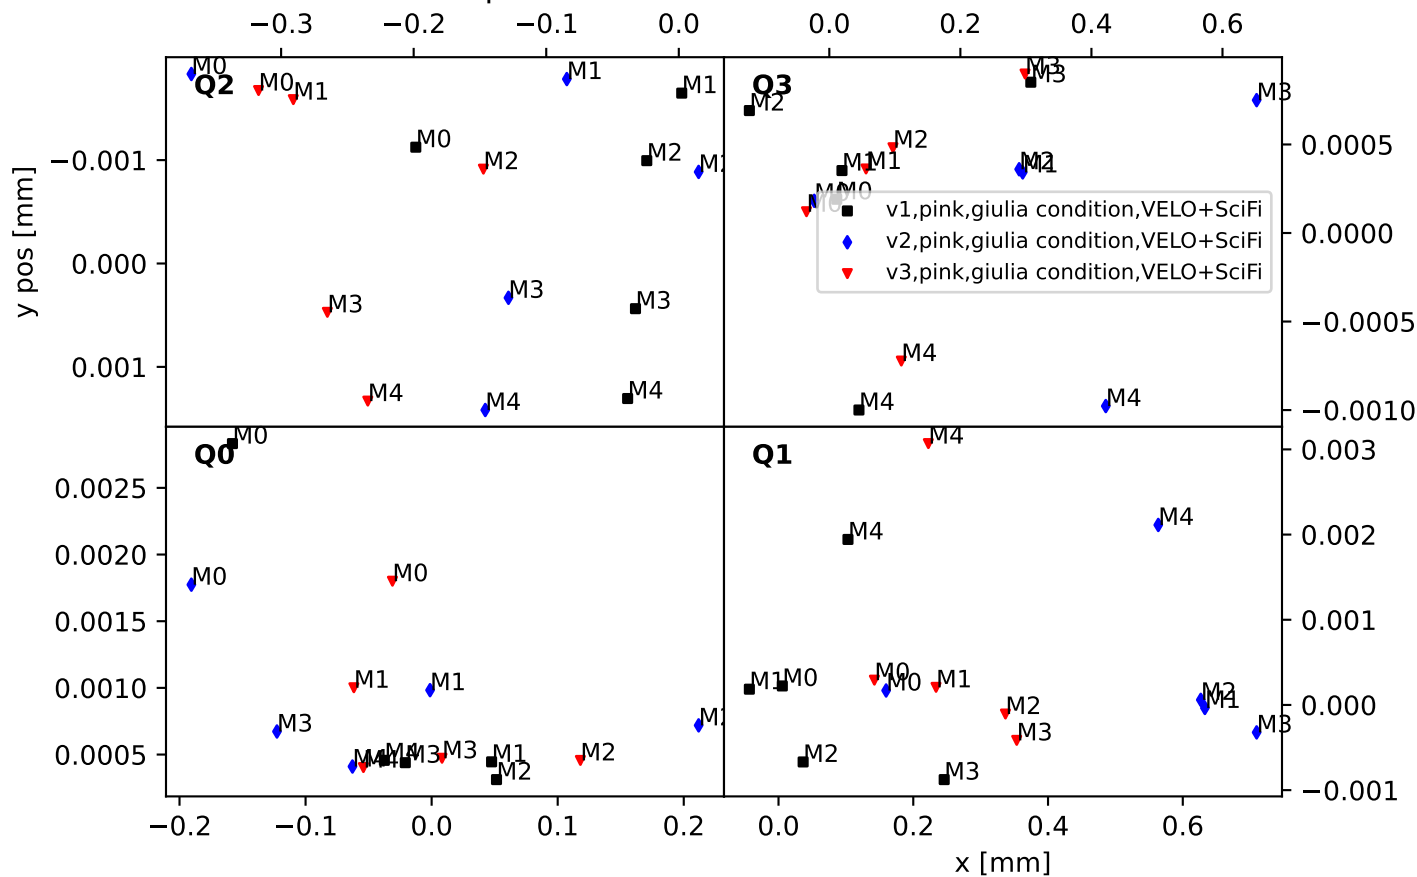 −0.3 −0.2 −0.1 0.0 0.0 0.2 0.4 0.6
Q2
M0
M0
M1
M1
M1
M0
M2
M2
M3
M3
M4
M4
M4
−0.001
0.000
0.001
y pos [mm]
Q3
M3
M3
M3
M2
M2
M1
M1
M2
M1
M0
M0
M0
v1,pink,giulia condition,VELO+SciFi
v2,pink,giulia condition,VELO+SciFi
v3,pink,giulia condition,VELO+SciFi
M4
M4
M4
0.0005
0.0000
−0.0005
−0.0010
Q0
M0
M0
M0
M1
M1
M3
M4
M4
M4
M3
M3
M1
M2
M2
0.0025
0.0020
0.0015
0.0010
0.0005
Q1
M4
M4
M4
M1
M0
M0
M0
M1
M2
M1
M2
M3
M3
M2
M3
0.003
0.002
0.001
0.000
−0.001
−0.2 −0.1 0.0 0.1 0.2 0.0 0.2 0.4 0.6
x [mm]